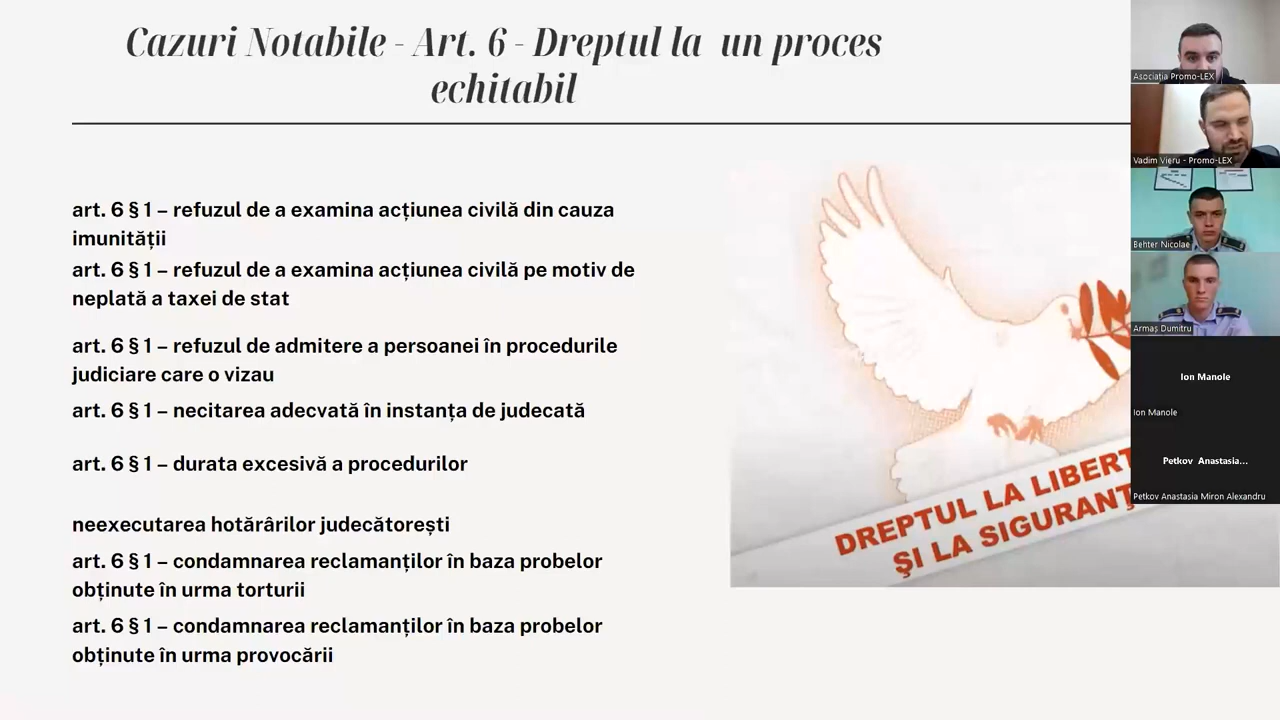 Cazuri Notabile - Art. 6 - Dreptul la un proces
echitabil
art. 6 § 1 – refuzul de a examina acțiunea civilă din cauza
imunității
art. 6 § 1 – refuzul de a examina acțiunea civilă pe motiv de
neplată a taxei de stat
art. 6 § 1 – refuzul de admitere a persoanei în procedurile
judiciare care o vizau
art. 6 § 1 – necitarea adecvată în instanța de judecată
art. 6 § 1 – durata excesivă a procedurilor
neexecutarea hotărârilor judecătorești
art. 6 § 1 – condamnarea reclamanților în baza probelor
obținute în urma torturii
art. 6 § 1 – condamnarea reclamanților în baza probelor
obținute în urma provocării
DREPTUL LA LIBERT
ŞI LA SIGURANŢ
Asociația Promo-LEX
Vadim Vieru - Promo-LEX
Behter Nicolae
Armaș Dumitru
Ion Manole
Ion Manole
Petkov Anastasia...
Petkov Anastasia Miron Alexandru